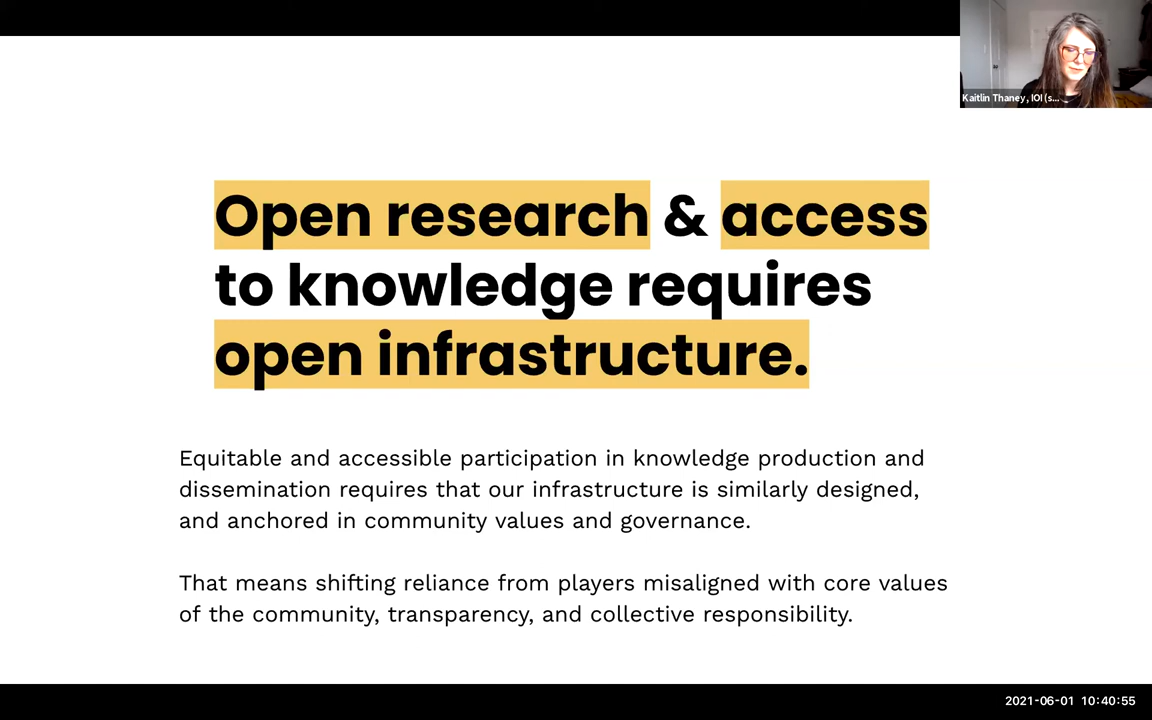 Kaitlin Thaney, IOI (s...
Open research & access
to knowledge requires
open infrastructure.
Equitable and accessible participation in knowledge production and
dissemination requires that our infrastructure is similarly designed,
and anchored in community values and governance.
That means shifting reliance from players misaligned with core values
of the community, transparency, and collective responsibility.
2021-06-01 10:40:55